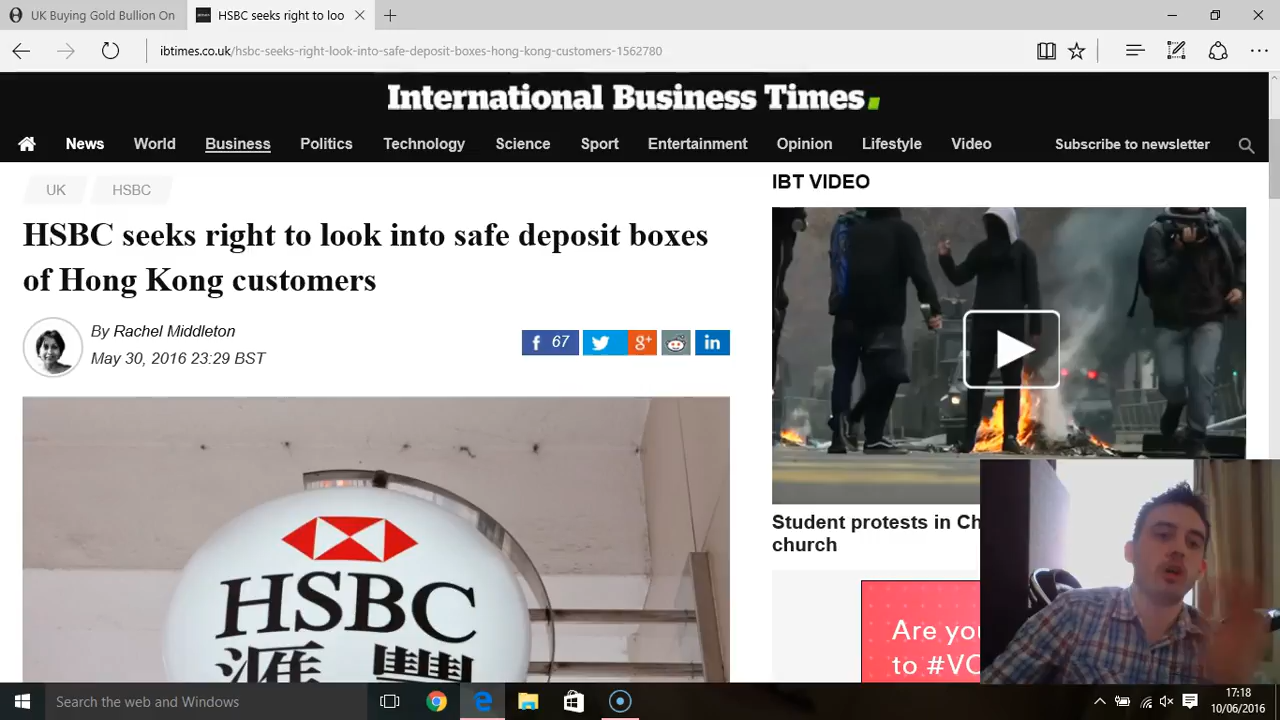 UK Buying Gold Bullion On
HSBC seeks right to loo
ibtimes.co.uk/hsbc-seeks-right-look-into-safe-deposit-boxes-hong-kong-customers-1562780
International Business Times
News World Business Politics Technology Science Sport Entertainment Opinion Lifestyle Video Subscribe to newsletter
UK HSBC
IBT VIDEO
HSBC seeks right to look into safe deposit boxes
of Hong Kong customers
By Rachel Middleton
May 30, 2016 23:29 BST
67
HSBC
滙豐
Student protests in Ch
church
Are you
to #VO
Search the web and Windows
17:18
10/06/2016